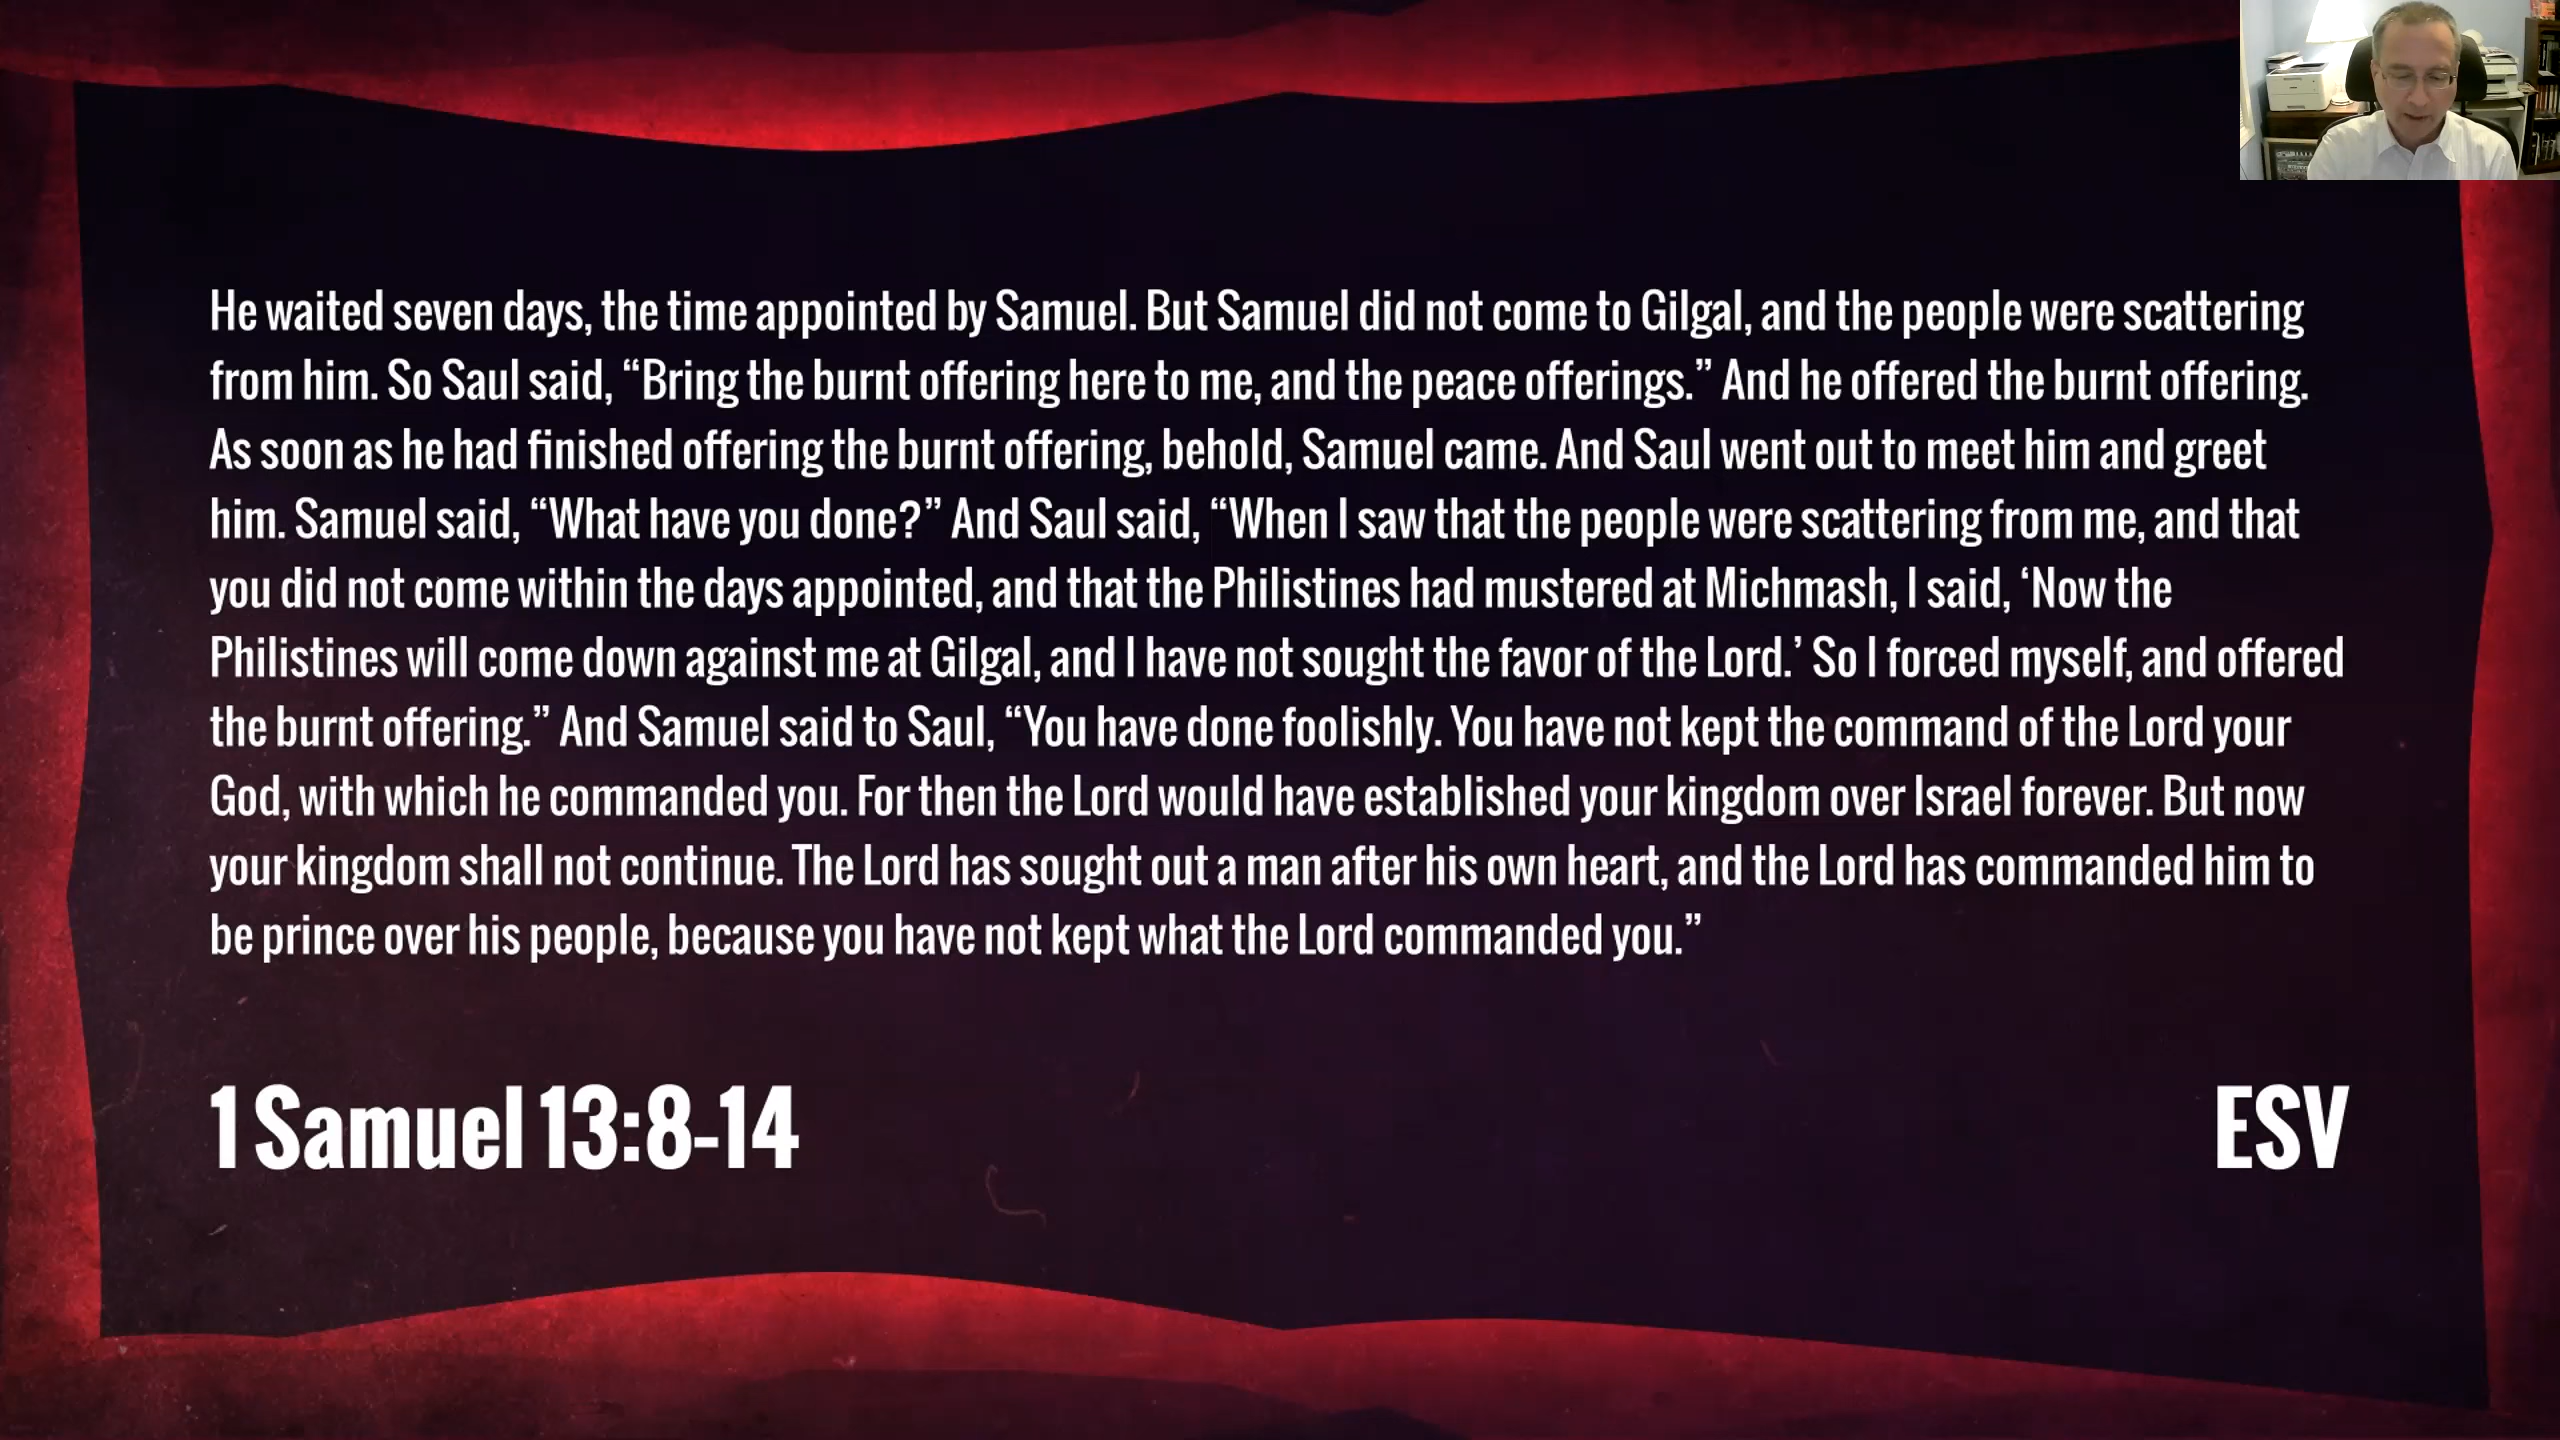 He waited seven days, the time appointed by Samuel. But Samuel did not come to Gilgal, and the people were scattering
from him. So Saul said, “Bring the burnt offering here to me, and the peace offerings.” And he offered the burnt offering.
As soon as he had finished offering the burnt offering, behold, Samuel came. And Saul went out to meet him and greet
him. Samuel said, “What have you done?” And Saul said, “When I saw that the people were scattering from me, and that
you did not come within the days appointed, and that the Philistines had mustered at Michmash, I said, ‘Now the
Philistines will come down against me at Gilgal, and I have not sought the favor of the Lord.’ So I forced myself, and offered
the burnt offering.” And Samuel said to Saul, “You have done foolishly. You have not kept the command of the Lord your
God, with which he commanded you. For then the Lord would have established your kingdom over Israel forever. But now
your kingdom shall not continue. The Lord has sought out a man after his own heart, and the Lord has commanded him to
be prince over his people, because you have not kept what the Lord commanded you.”
1 Samuel 13:8-14
ESV